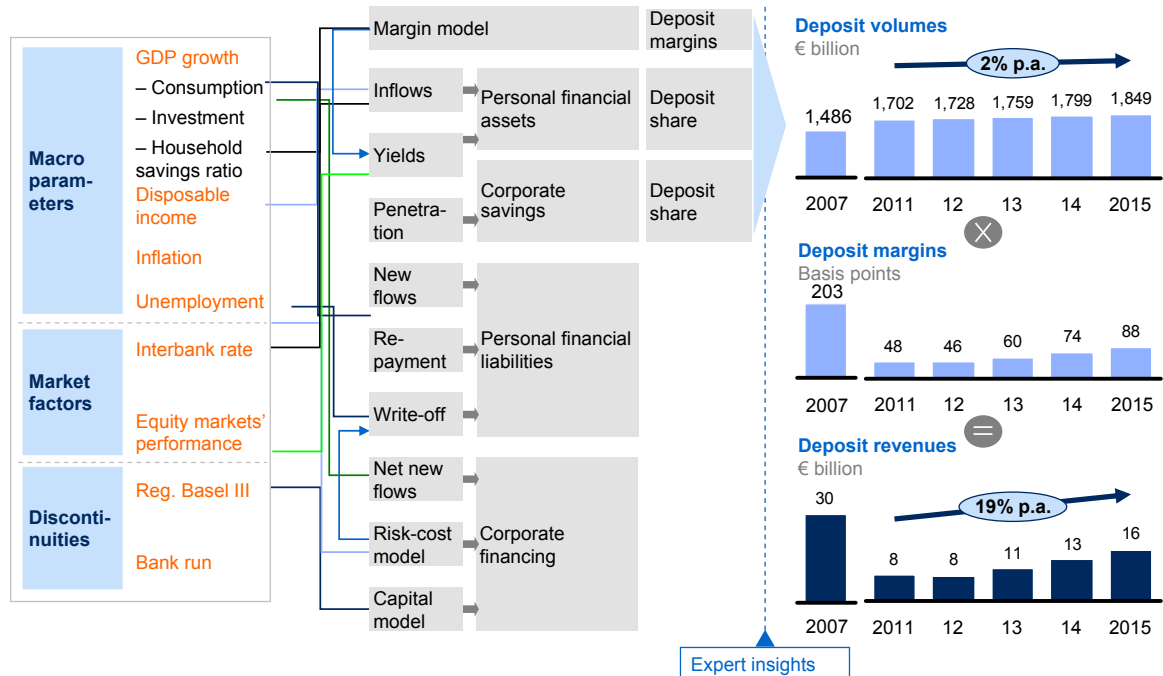 Macro
param-
eters
GDP growth
– Consumption
– Investment
– Household
savings ratio
Disposable
income
Inflation
Unemployment
Market
factors
Interbank rate
Equity markets'
performance
Disconti-
nuities
Reg. Basel III
Bank run
Margin model
Deposit
margins
Inflows
Yields
Personal financial
assets
Deposit
share
Penetra-
tion
Corporate
savings
Deposit
share
New
flows
Re-
payment
Write-off
Personal financial
liabilities
Net new
flows
Risk-cost
model
Capital
model
Corporate
financing
Expert insights
Deposit volumes
€ billion
2% p.a.
1,486 1,702 1,728 1,759 1,799 1,849
2007 2011 12 13 14 2015
X
Deposit margins
Basis points
203 48 46 60 74 88
2007 2011 12 13 14 2015
=
Deposit revenues
€ billion
19% p.a.
30 8 8 11 13 16
2007 2011 12 13 14 2015